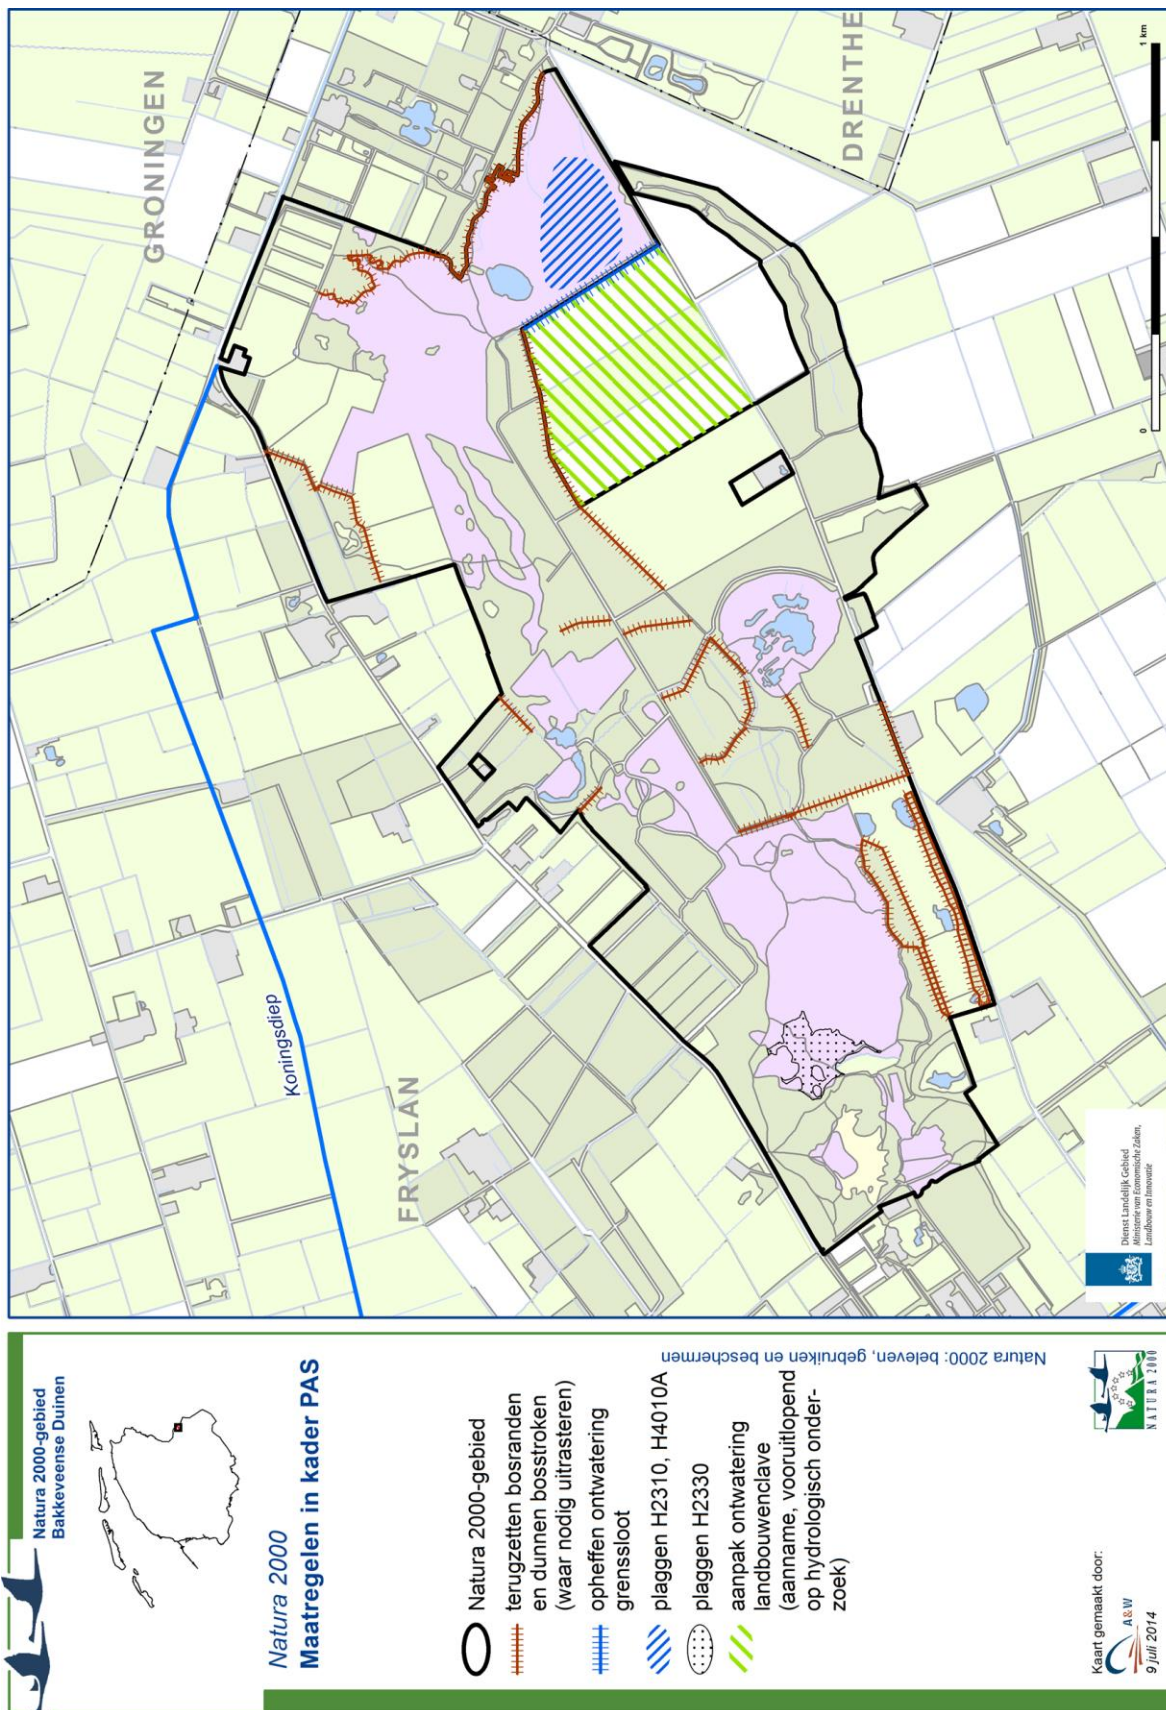 Natura 2000-gebied
Bakkeveense Duinen
Natura 2000
Maatregelen in kader PAS
Natura 2000-gebied
terugzetten bosranden
en dunnen bosstroken
(waar nodig uitrasteren)
opheffen ontwatering
grenssloot
plaggen H2310, H4010A
plaggen H2330
aanpak ontwatering
landbouwenclave
(aanname, vooruitlopend
op hydrologisch onder-
zoek)
Natura 2000: beleven, gebruiken en beschermen
Kaart gemaakt door:
A&W
9 juli 2014
NATURA 2000
GRONINGEN
FRYSLAN
DRENTHE
Koningsdiep
Dienst Landelijk Gebied
Ministerie van Economische Zaken,
Landbouw en Innovatie
0
1 km